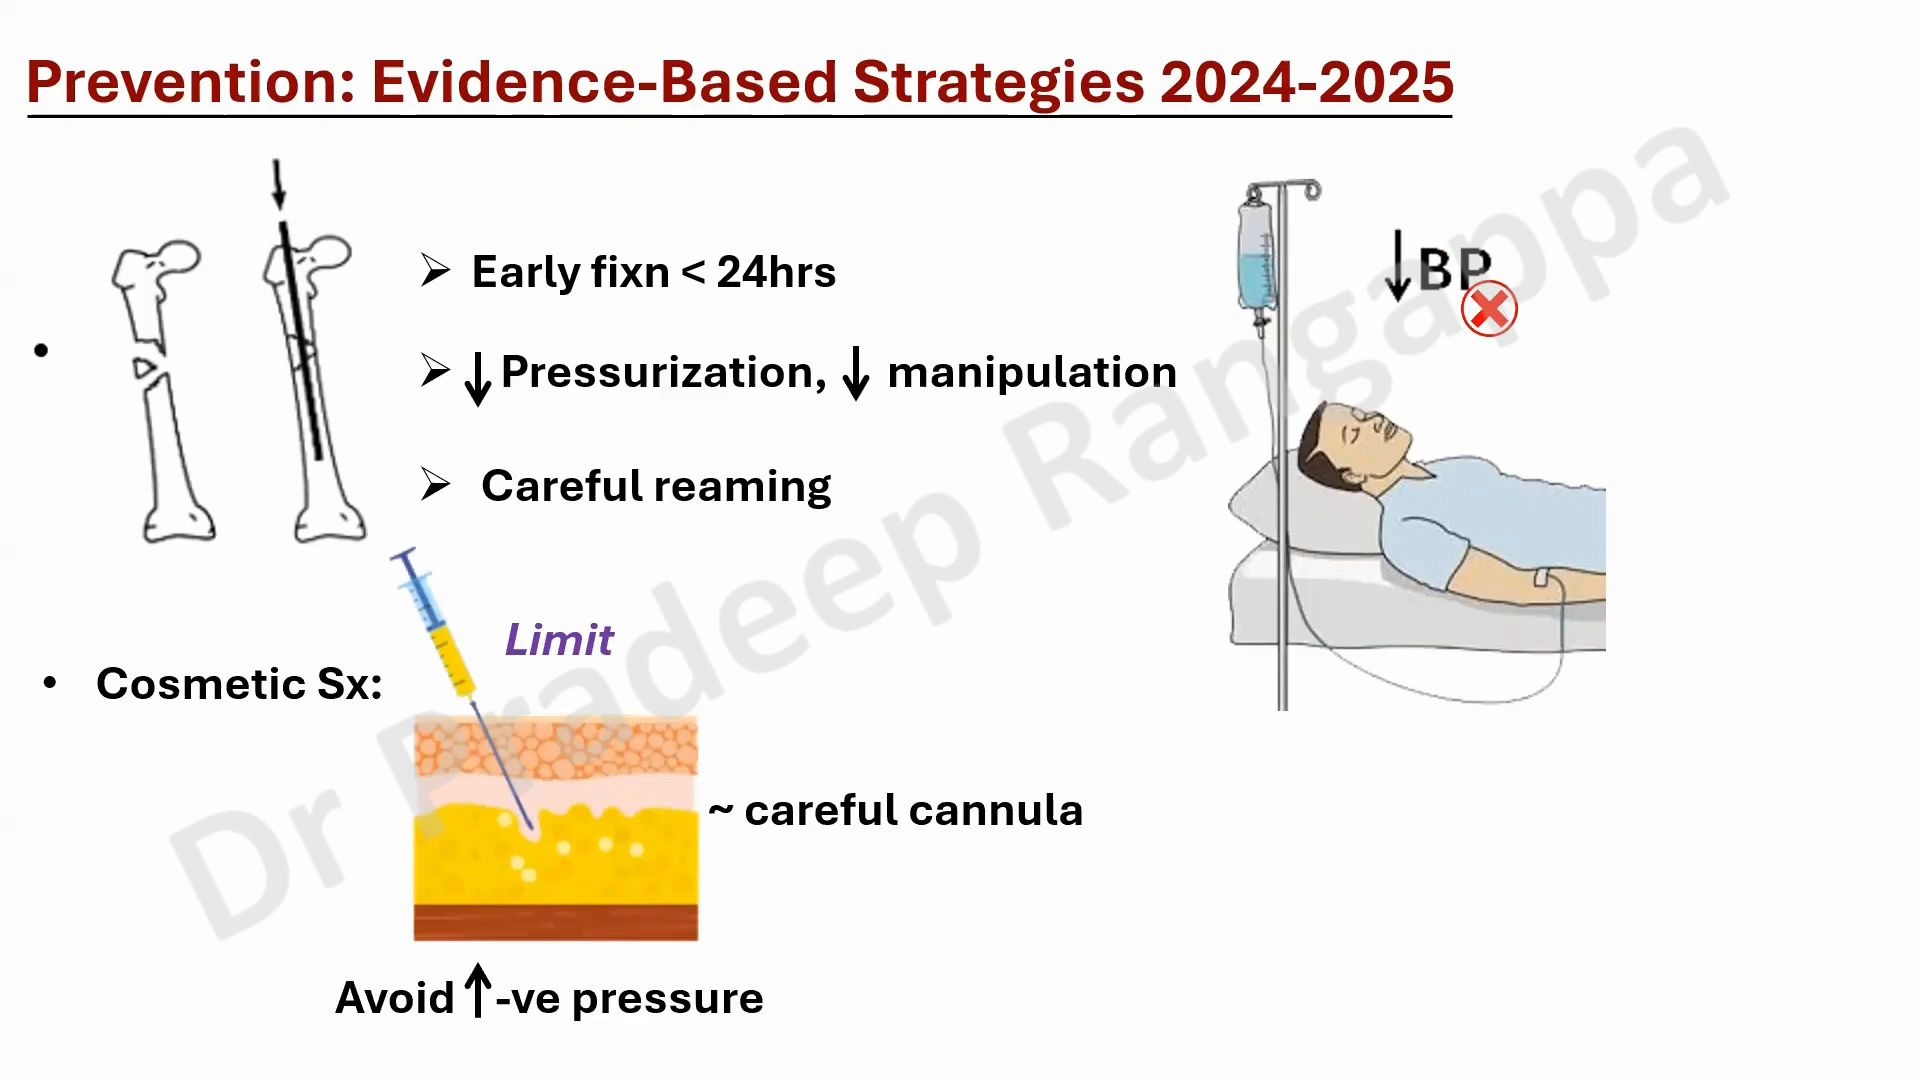 Prevention: Evidence-Based Strategies 2024-2025
➢ Early fixn < 24hrs
➢ ↓ Pressurization, ↓ manipulation
➢ Careful reaming
↓ BP
• Cosmetic Sx:
Limit
~ careful cannula
Avoid ↑ -ve pressure
Dr Pradeep Rangappa